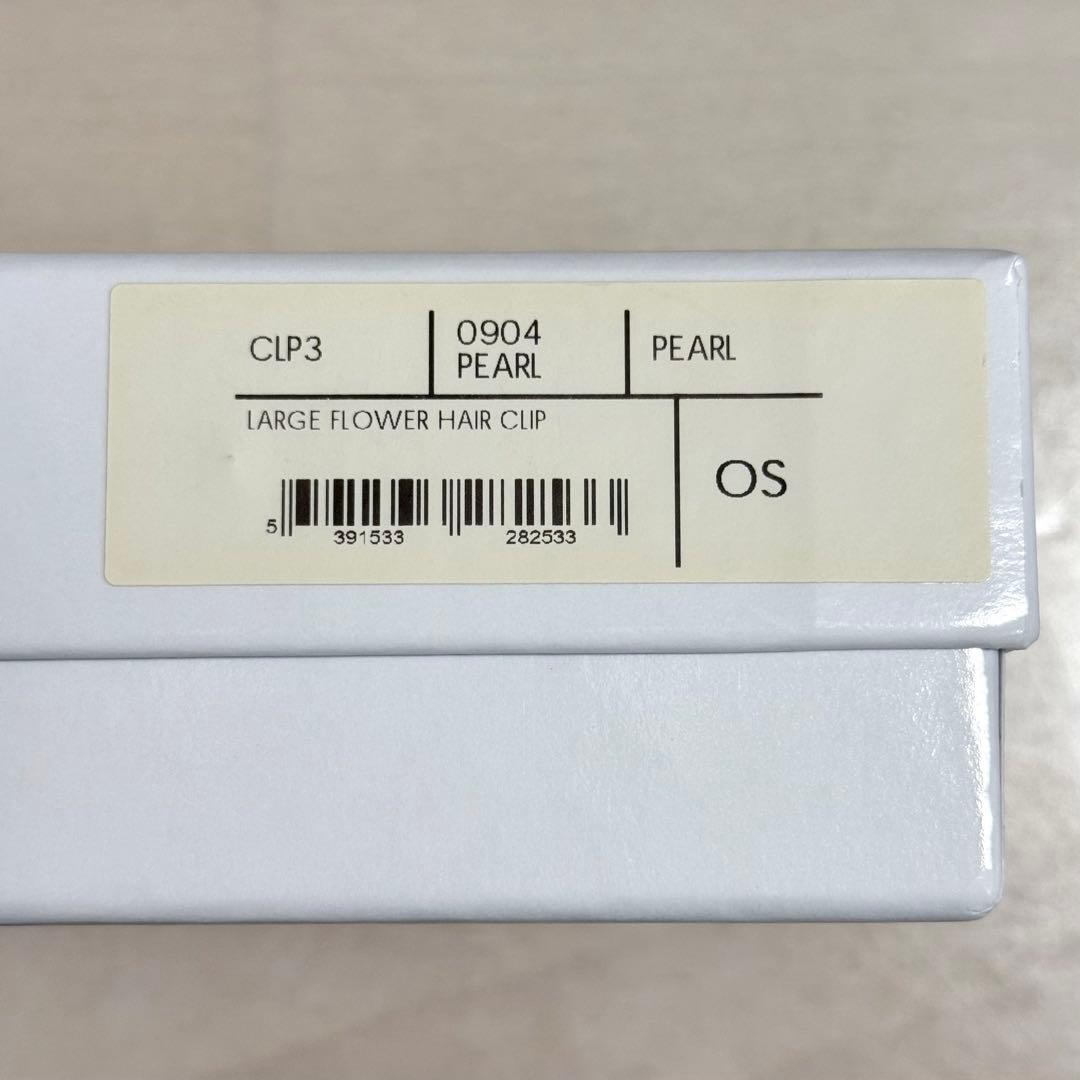 CLP3
0904
PEARL
PEARL
LARGE FLOWER HAIR CLIP
OS
5 391533 282533